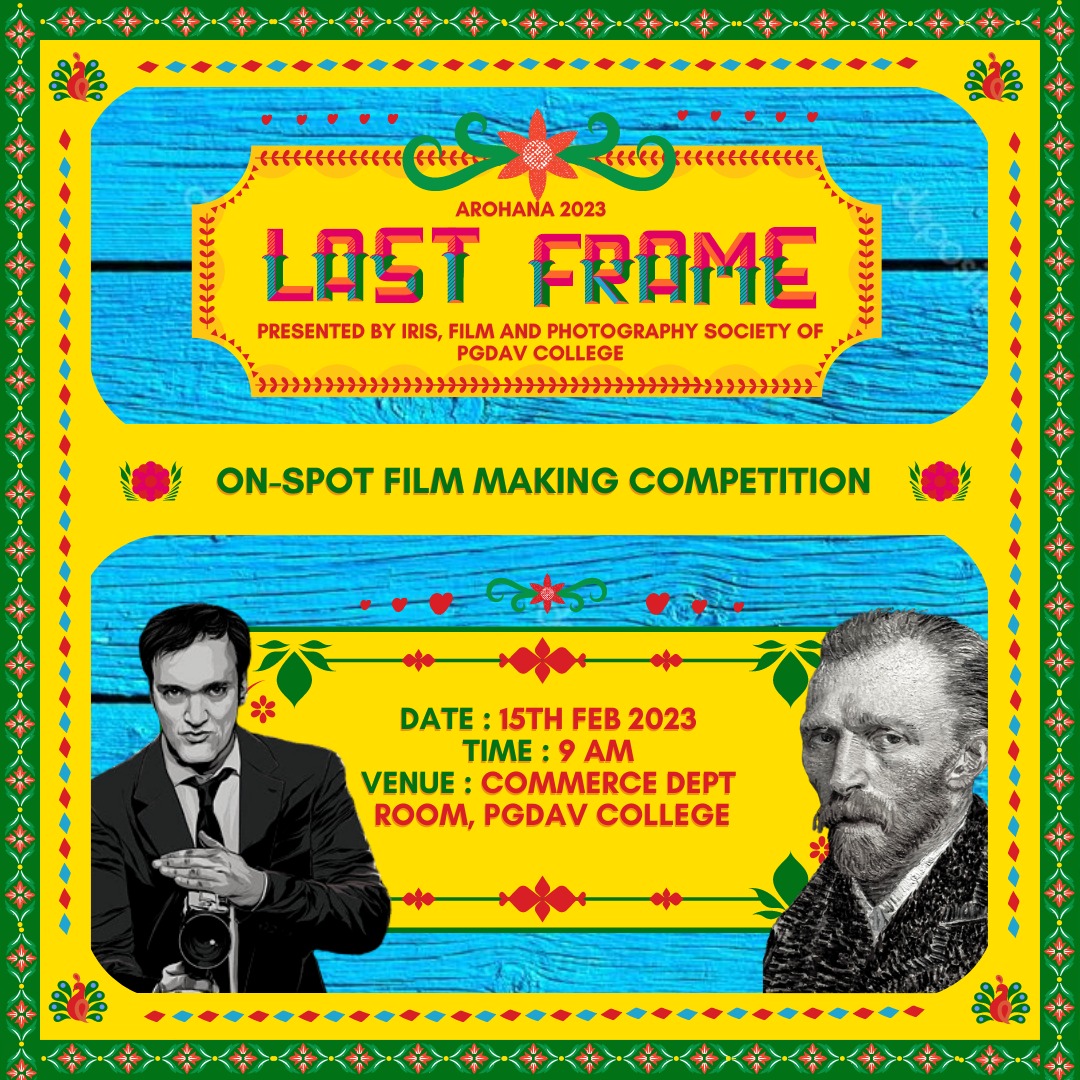 AROHANA 2023
LAST FRAME
PRESENTED BY IRIS, FILM AND PHOTOGRAPHY SOCIETY OF
PGDAV COLLEGE
ON-SPOT FILM MAKING COMPETITION
DATE : 15TH FEB 2023
TIME : 9 AM
VENUE : COMMERCE DEPT
ROOM, PGDAV COLLEGE